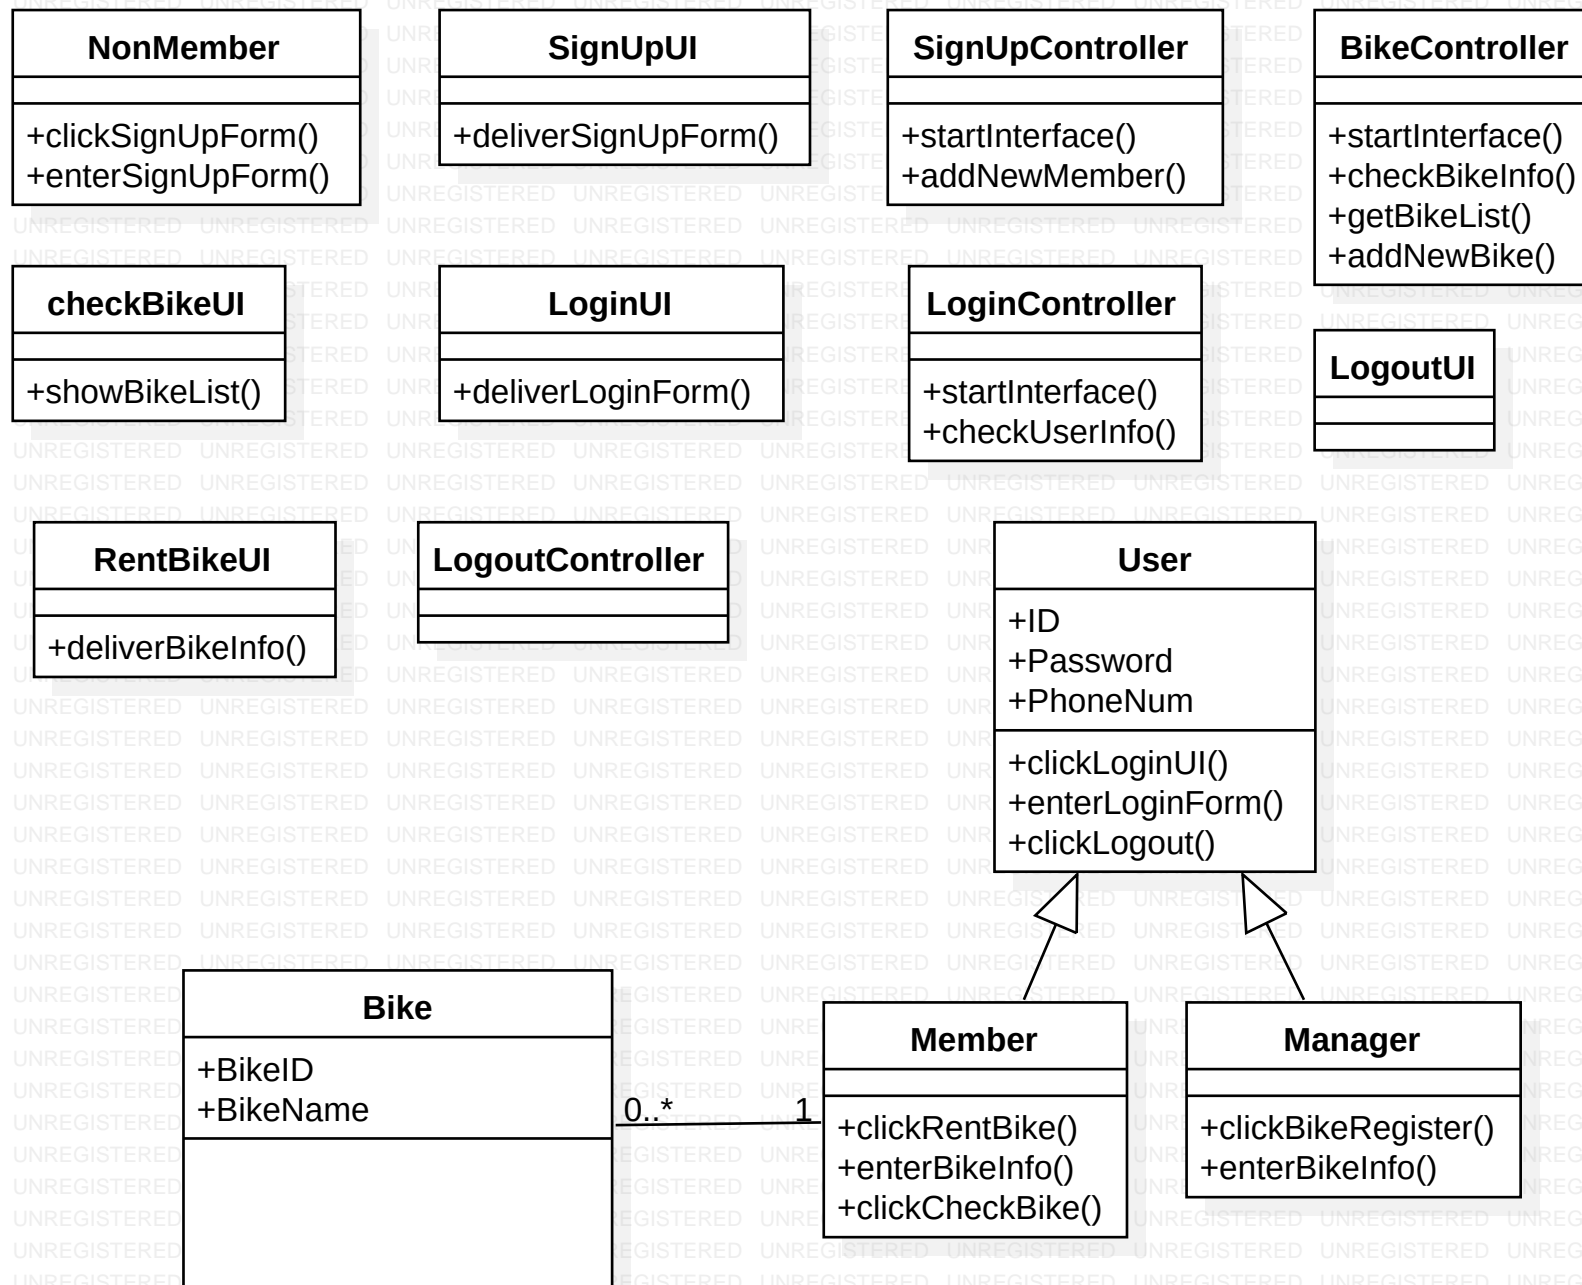 NonMember
+clickSignUpForm()
+enterSignUpForm()
SignUpUI
+deliverSignUpForm()
SignUpController
+startInterface()
+addNewMember()
BikeController
+startInterface()
+checkBikeInfo()
+getBikeList()
+addNewBike()
checkBikeUI
+showBikeList()
LoginUI
+deliverLoginForm()
LoginController
+startInterface()
+checkUserInfo()
LogoutUI
RentBikeUI
+deliverBikeInfo()
LogoutController
User
+ID
+Password
+PhoneNum
+clickLoginUI()
+enterLoginForm()
+clickLogout()
Bike
+BikeID
+BikeName
0..*
1
Member
+clickRentBike()
+enterBikeInfo()
+clickCheckBike()
Manager
+clickBikeRegister()
+enterBikeInfo()
UNREGISTERED